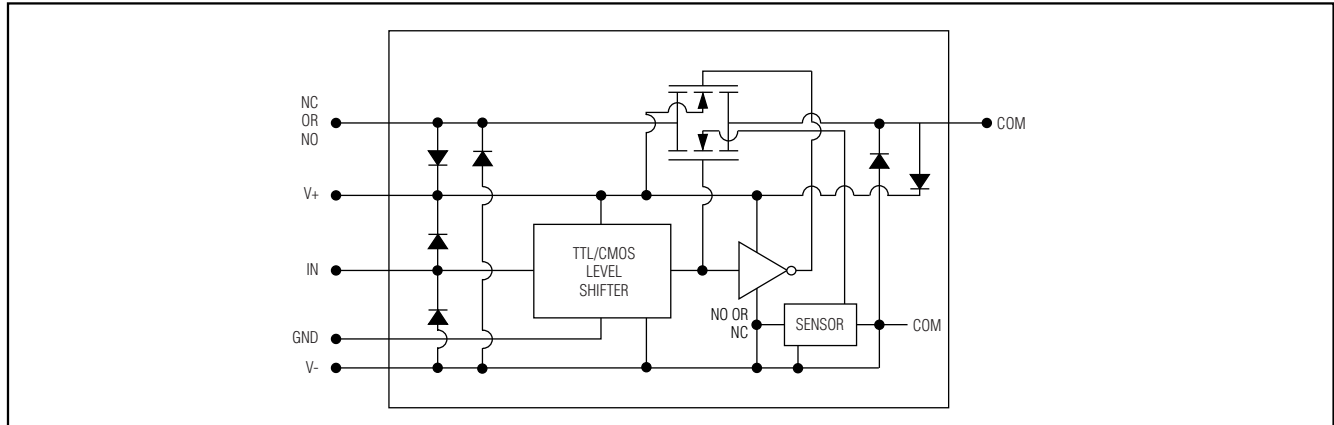 NC
OR
NO
COM
V+
IN
TTL/CMOS
LEVEL
SHIFTER
NO OR
NC
SENSOR
COM
GND
V-